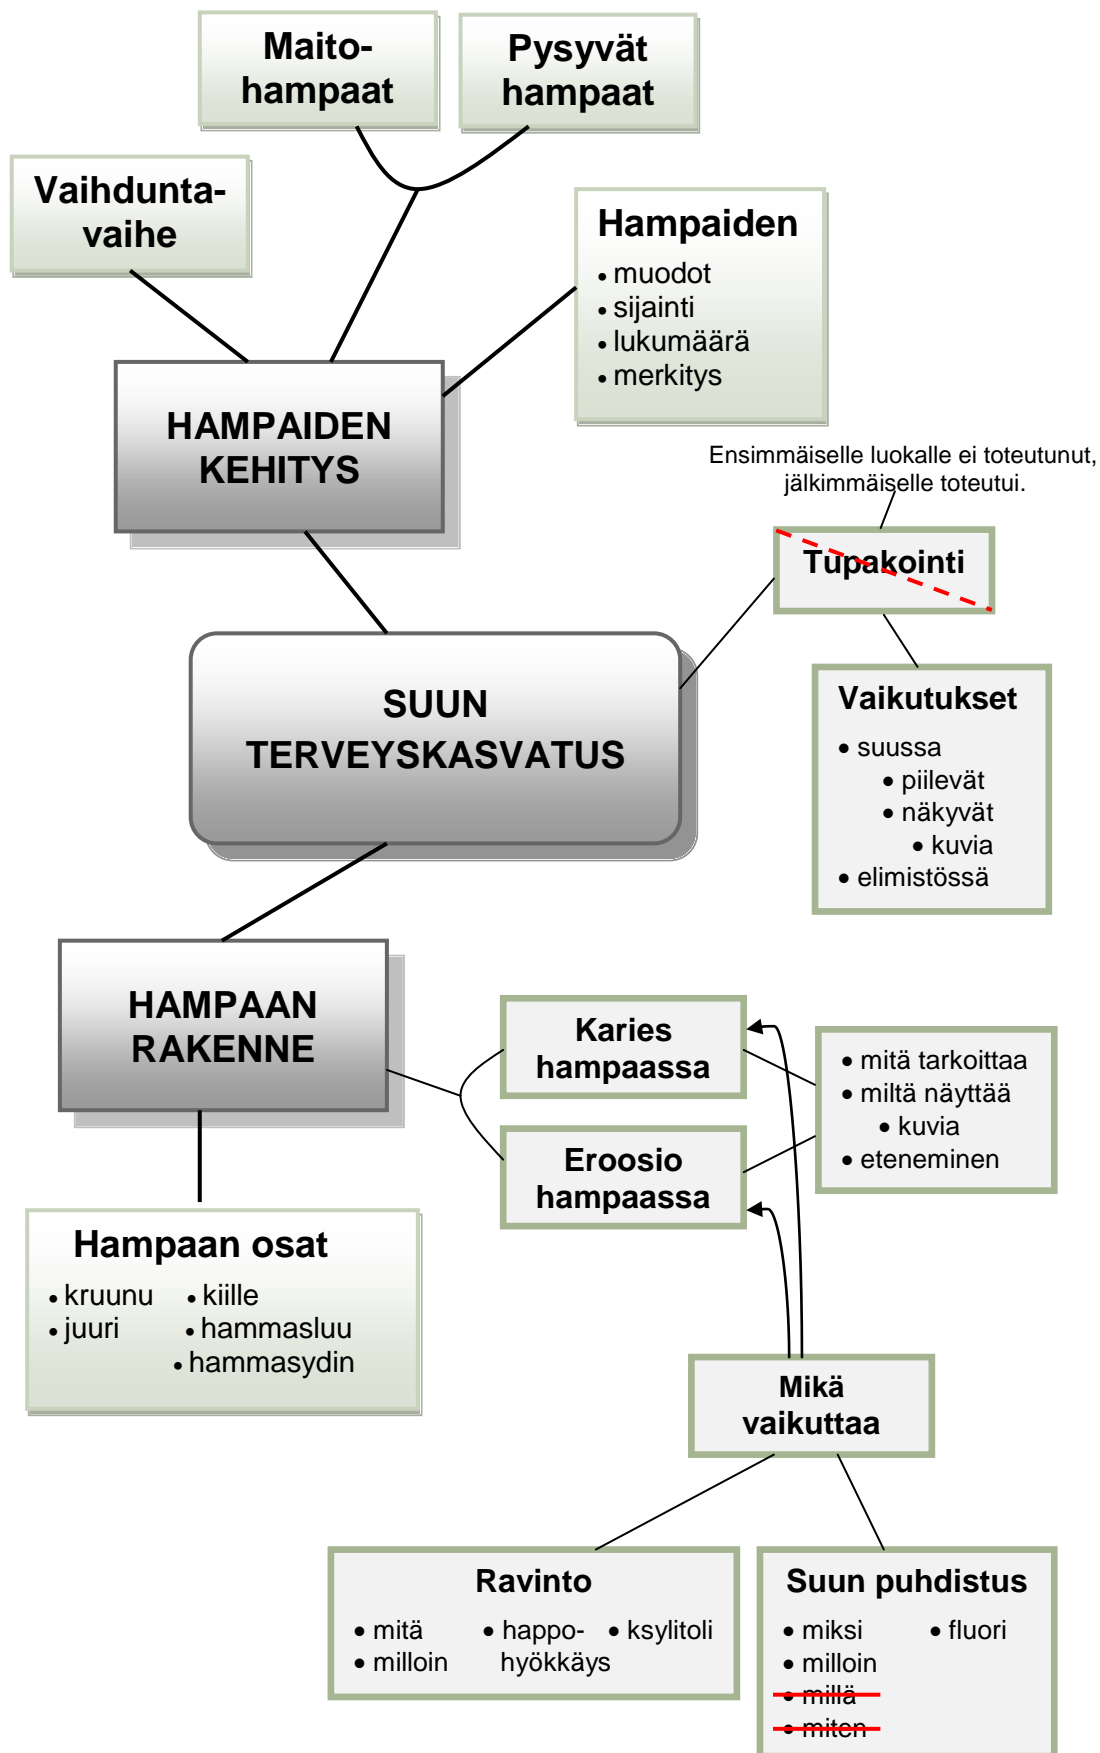 Maito-
hampaat
Pysyvät
hampaat
Vaihdunta-
vaihe
Hampaiden
• muodot
• sijainti
• lukumäärä
• merkitys
HAMPAIDEN
KEHITYS
Ensimmäiselle luokalle ei toteutunut,
jälkimmäiselle toteutui.
Tupakointi
SUUN
TERVEYSKASVATUS
Vaikutukset
• suussa
• piilevät
• näkyvät
• kuvia
• elimistössä
HAMPAAN
RAKENNE
Karies
hampaassa
Eroosio
hampaassa
• mitä tarkoittaa
• miltä näyttää
• kuvia
• eteneminen
Hampaan osat
• kruunu
• juuri
• kiille
• hammasluu
• hammasydin
Mikä
vaikuttaa
Ravinto
• mitä
• milloin
• happo-
hyökkäys
• ksylitoli
Suun puhdistus
• miksi
• milloin
• millä
• miten
• fluori